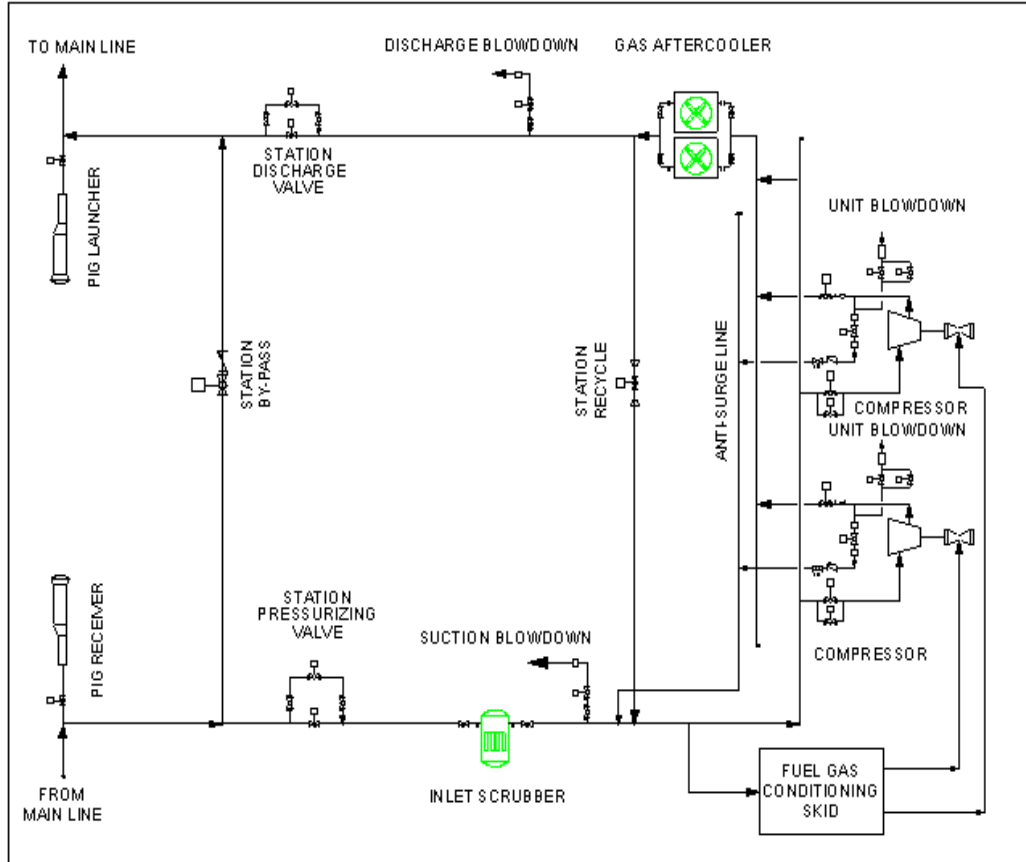 TO MAIN LINE
DISCHARGE BLOWDOWN
GAS AFTERCOOLER
STATION
DISCHARGE
VALVE
PIG LAUNCHER
UNIT BLOWDOWN
STATION
BY-PASS
STATION
RECYCLE
ANTI-SURGE LINE
COMPRESSOR
UNIT BLOWDOWN
PIG RECEIVER
STATION
PRESSURIZING
VALVE
SUCTION BLOWDOWN
COMPRESSOR
FROM
MAIN LINE
INLET SCRUBBER
FUEL GAS
CONDITIONING
SKID